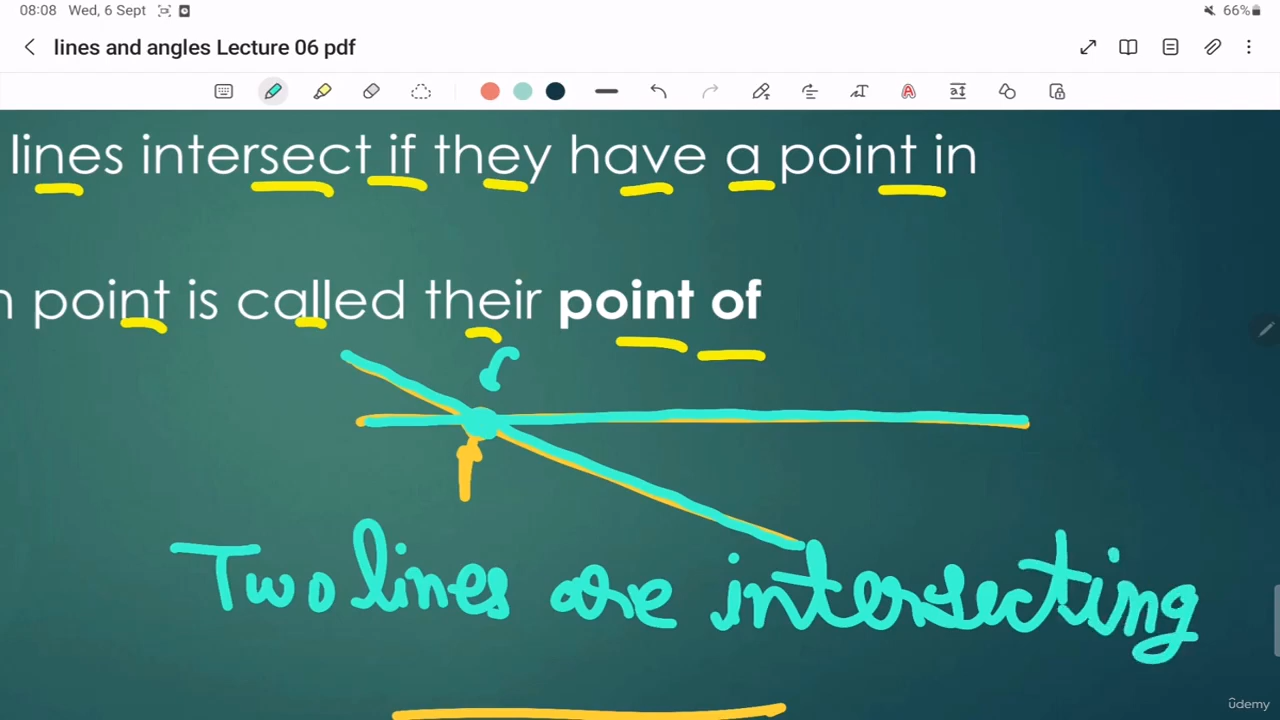 08:08 Wed, 6 Sept 66%
lines and angles Lecture 06 pdf
lines intersect if they have a point in
n point is called their point of
Two lines are intersecting
ûdemy